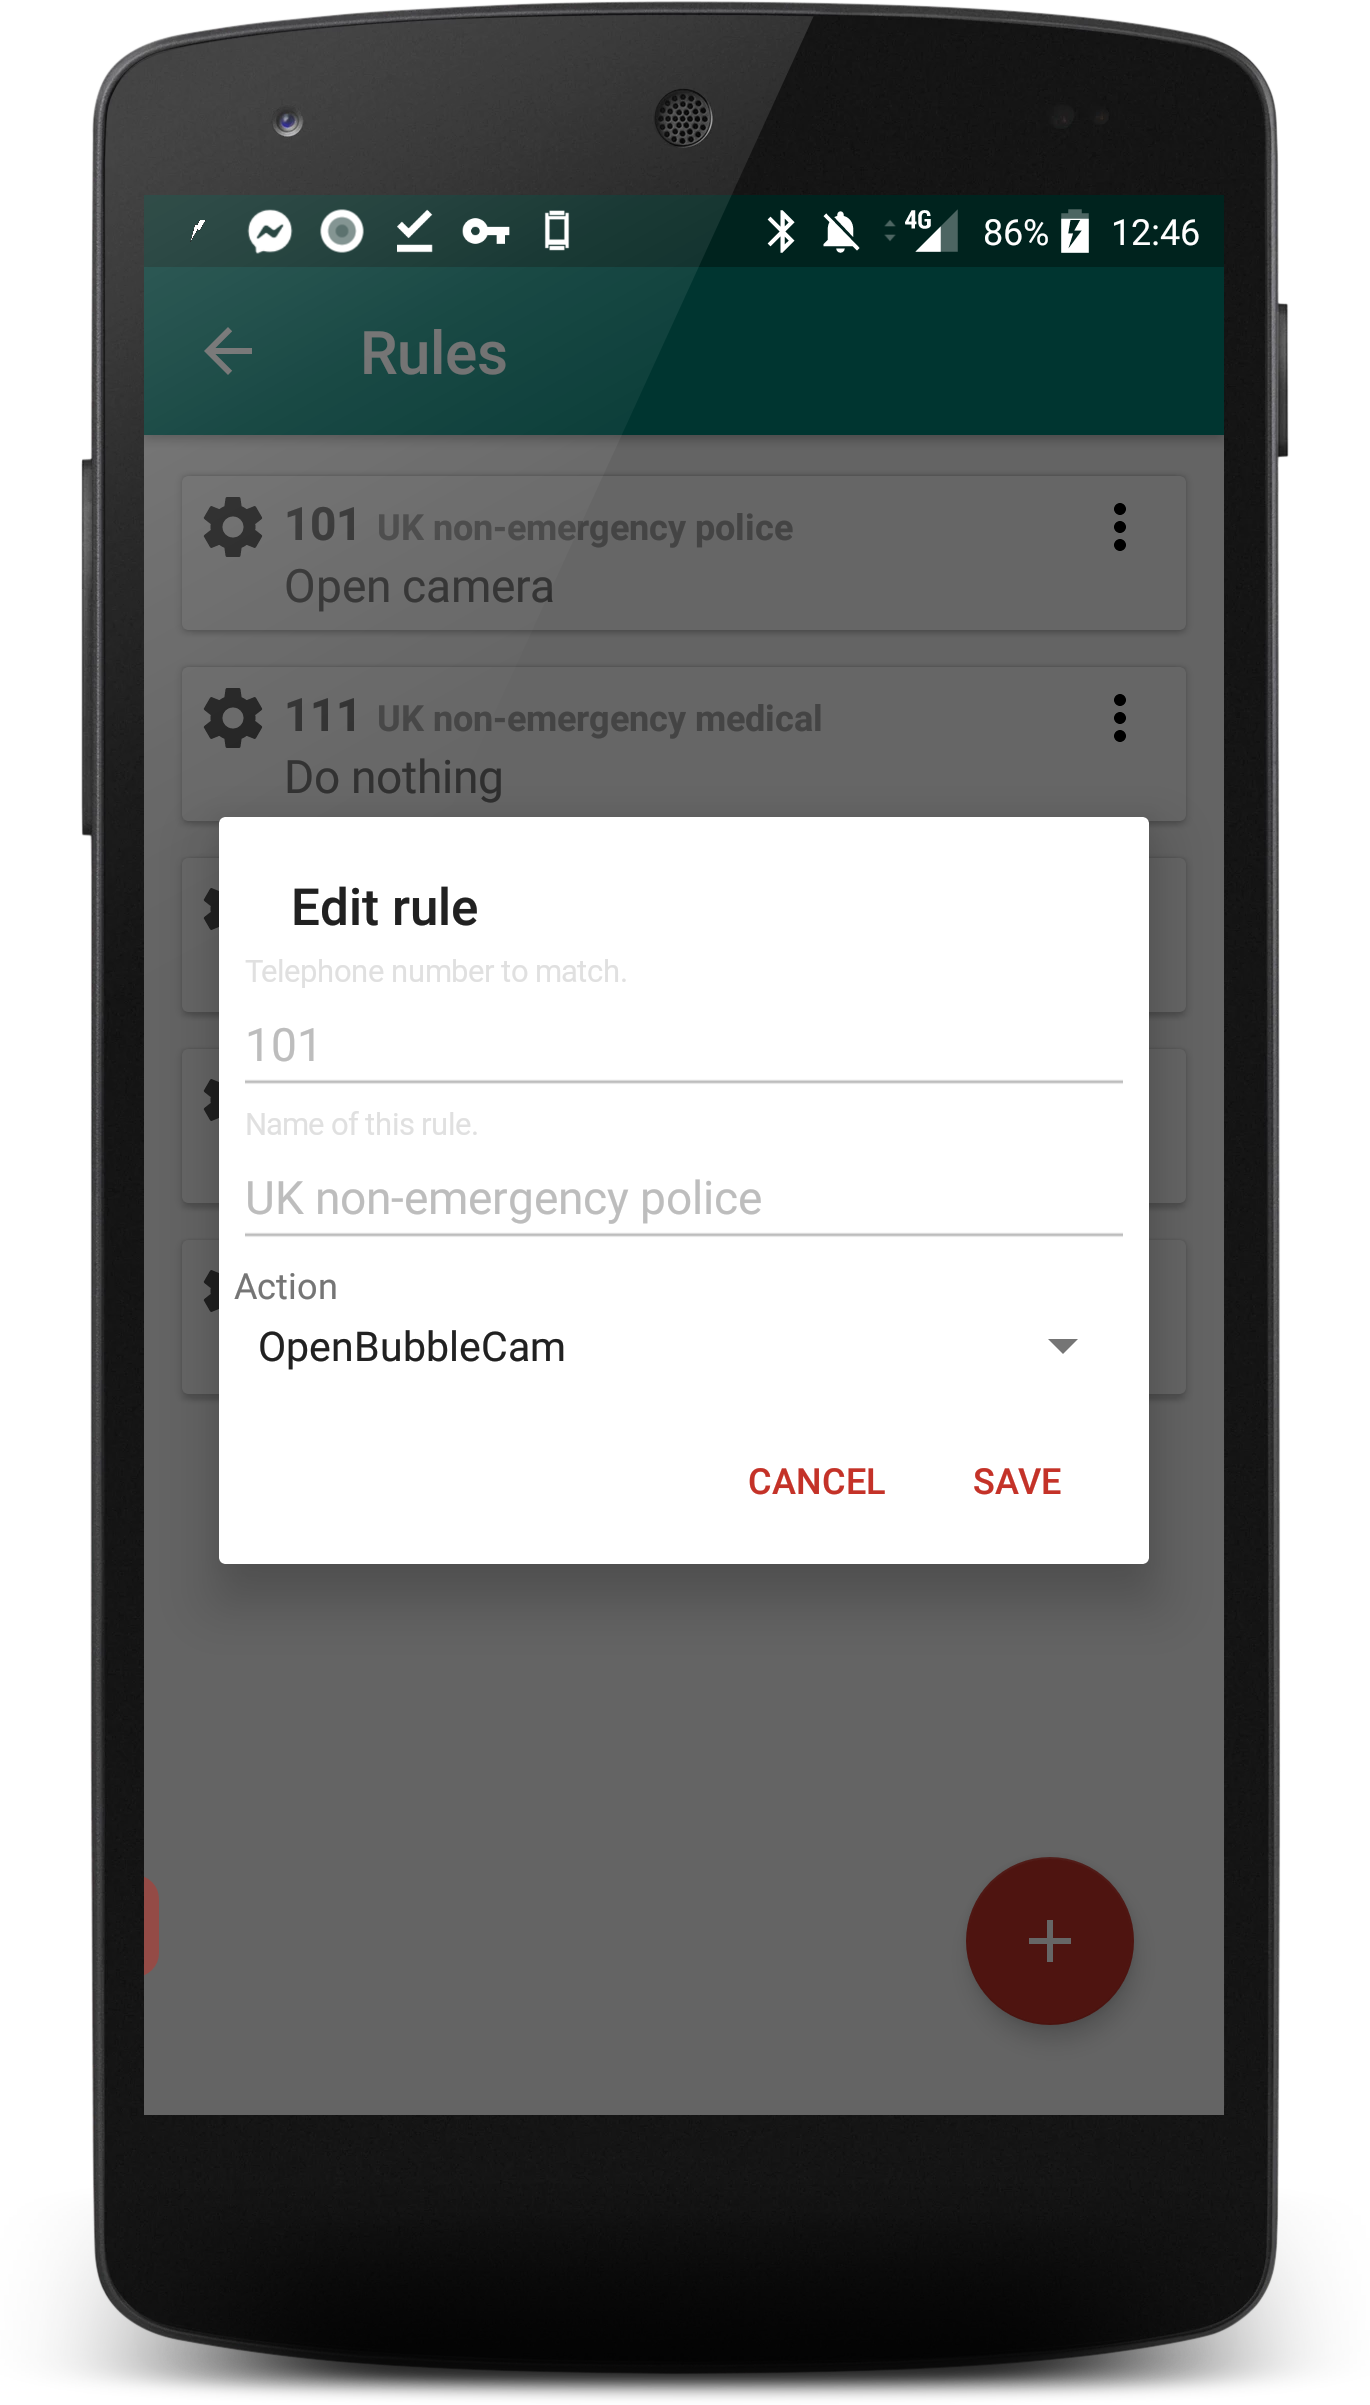 4G 86% 12:46
Rules
101 UK non-emergency police
Open camera
111 UK non-emergency medical
Do nothing
Edit rule
Telephone number to match.
101
Name of this rule.
UK non-emergency police
Action
OpenBubbleCam
CANCEL SAVE